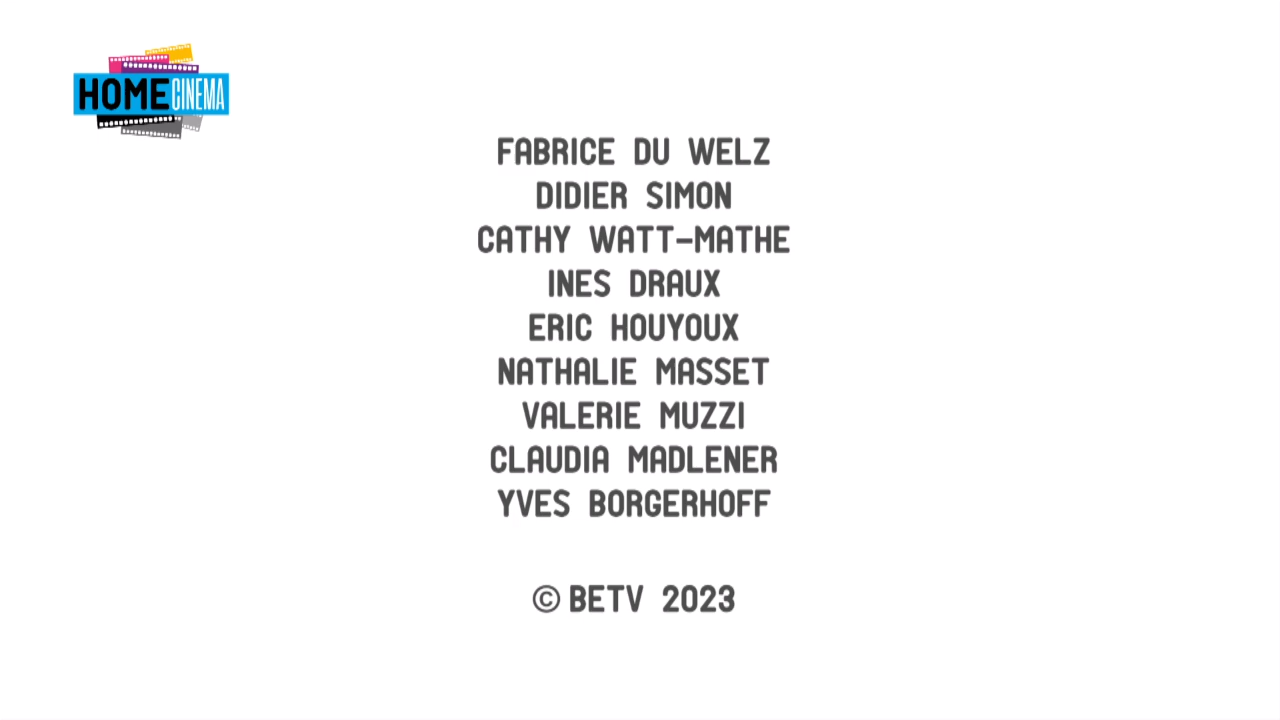 HOME CINEMA
FABRICE DU WELZ
DIDIER SIMON
CATHY WATT-MATHE
INES DRAUX
ERIC HOUYOUX
NATHALIE MASSET
VALERIE MUZZI
CLAUDIA MADLENER
YVES BORGERHOFF
© BETV 2023